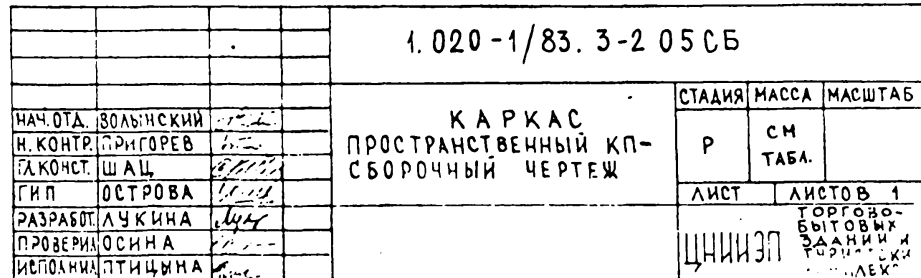 1.020-1/83.3-2 05СБ
КАРКАС
ПРОСТРАНСТВЕННЫЙ КП-
СБОРОЧНЫЙ ЧЕРТЕЖ
СТАДИЯ МАССА МАСШТАБ
Р СМ ТАБЛ.
ЛИСТ ЛИСТОВ 1
НАЧ.ОТД. ВОЛЫНСКИЙ
Н.КОНТР. ПРИГОРЕВ
ГЛ.КОНСТ. ШАЦ
ГИП ОСТРОВА
РАЗРАБОТ. ЛУКИНА
ПРОВЕРИЛ ОСИНА
ИСПОЛНИЛ ПТИЦЫНА
ЦНИИЭП
ТОРГОВО-
БЫТОВЫХ
ЗДАНИЙ И